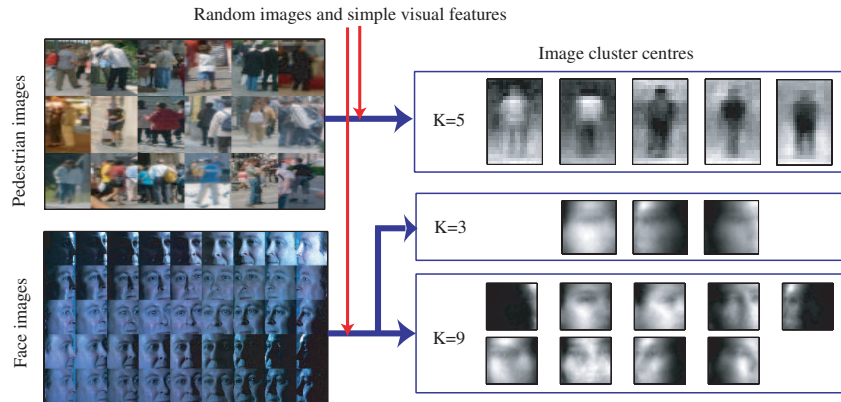 Random images and simple visual features
Pedestrian images
Image cluster centres
K=5
K=3
Face images
K=9